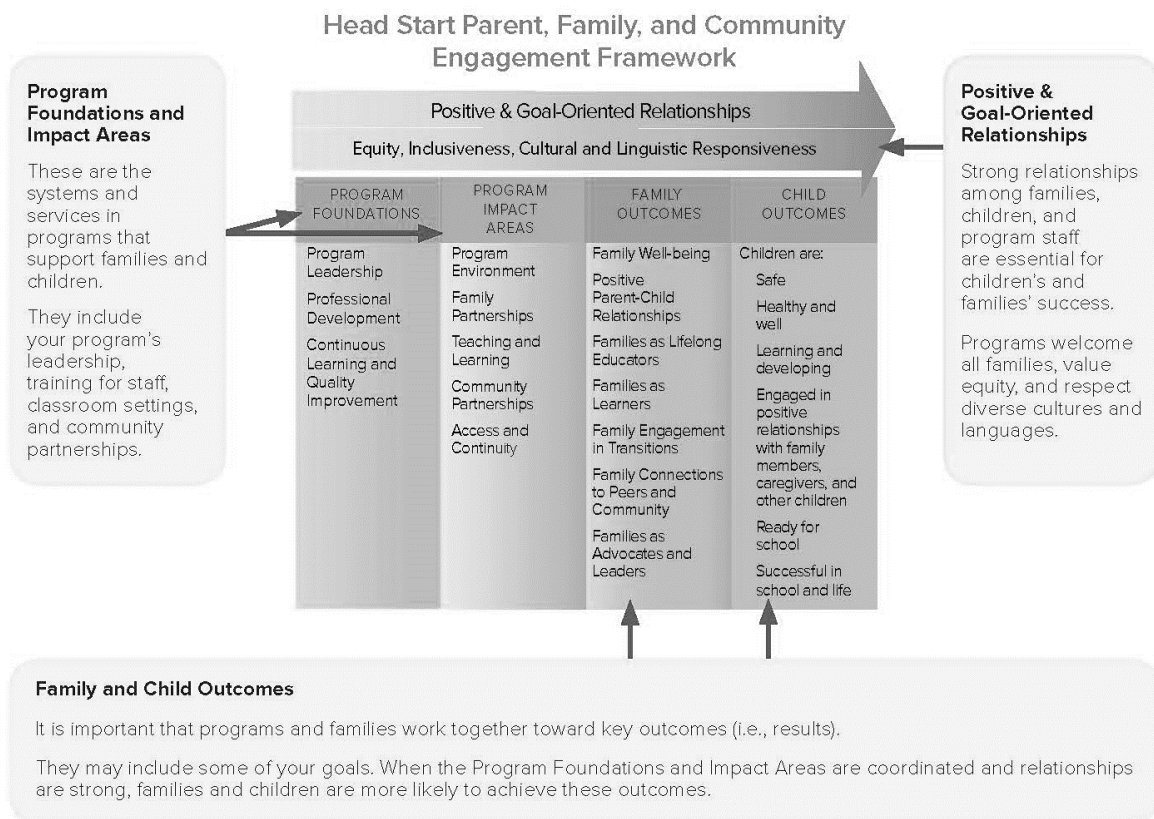 Head Start Parent, Family, and Community
Engagement Framework
Program
Foundations and
Impact Areas
These are the
systems and
services in
programs that
support families and
children.
They include
your program's
leadership,
training for staff,
classroom settings,
and community
partnerships.
Positive & Goal-Oriented Relationships
Equity, Inclusiveness, Cultural and Linguistic Responsiveness
PROGRAM
FOUNDATIONS
Program
Leadership
Professional
Development
Continuous
Learning and
Quality
Improvement
PROGRAM
IMPACT
AREAS
Program
Environment
Family
Partnerships
Teaching and
Learning
Community
Partnerships
Access and
Continuity
FAMILY
OUTCOMES
Family Well-being
Positive
Parent-Child
Relationships
Families as Lifelong
Educators
Families as
Learners
Family Engagement
in Transitions
Family Connections
to Peers and
Community
Families as
Advocates and
Leaders
CHILD
OUTCOMES
Children are:
Safe
Healthy and
well
Learning and
developing
Engaged in
positive
relationships
with family
members,
caregivers, and
other children
Ready for
school
Successful in
school and life
Positive &
Goal-Oriented
Relationships
Strong relationships
among families,
children, and
program staff
are essential for
children's and
families' success.
Programs welcome
all families, value
equity, and respect
diverse cultures and
languages.
Family and Child Outcomes
It is important that programs and families work together toward key outcomes (i.e., results).
They may include some of your goals. When the Program Foundations and Impact Areas are coordinated and relationships
are strong, families and children are more likely to achieve these outcomes.